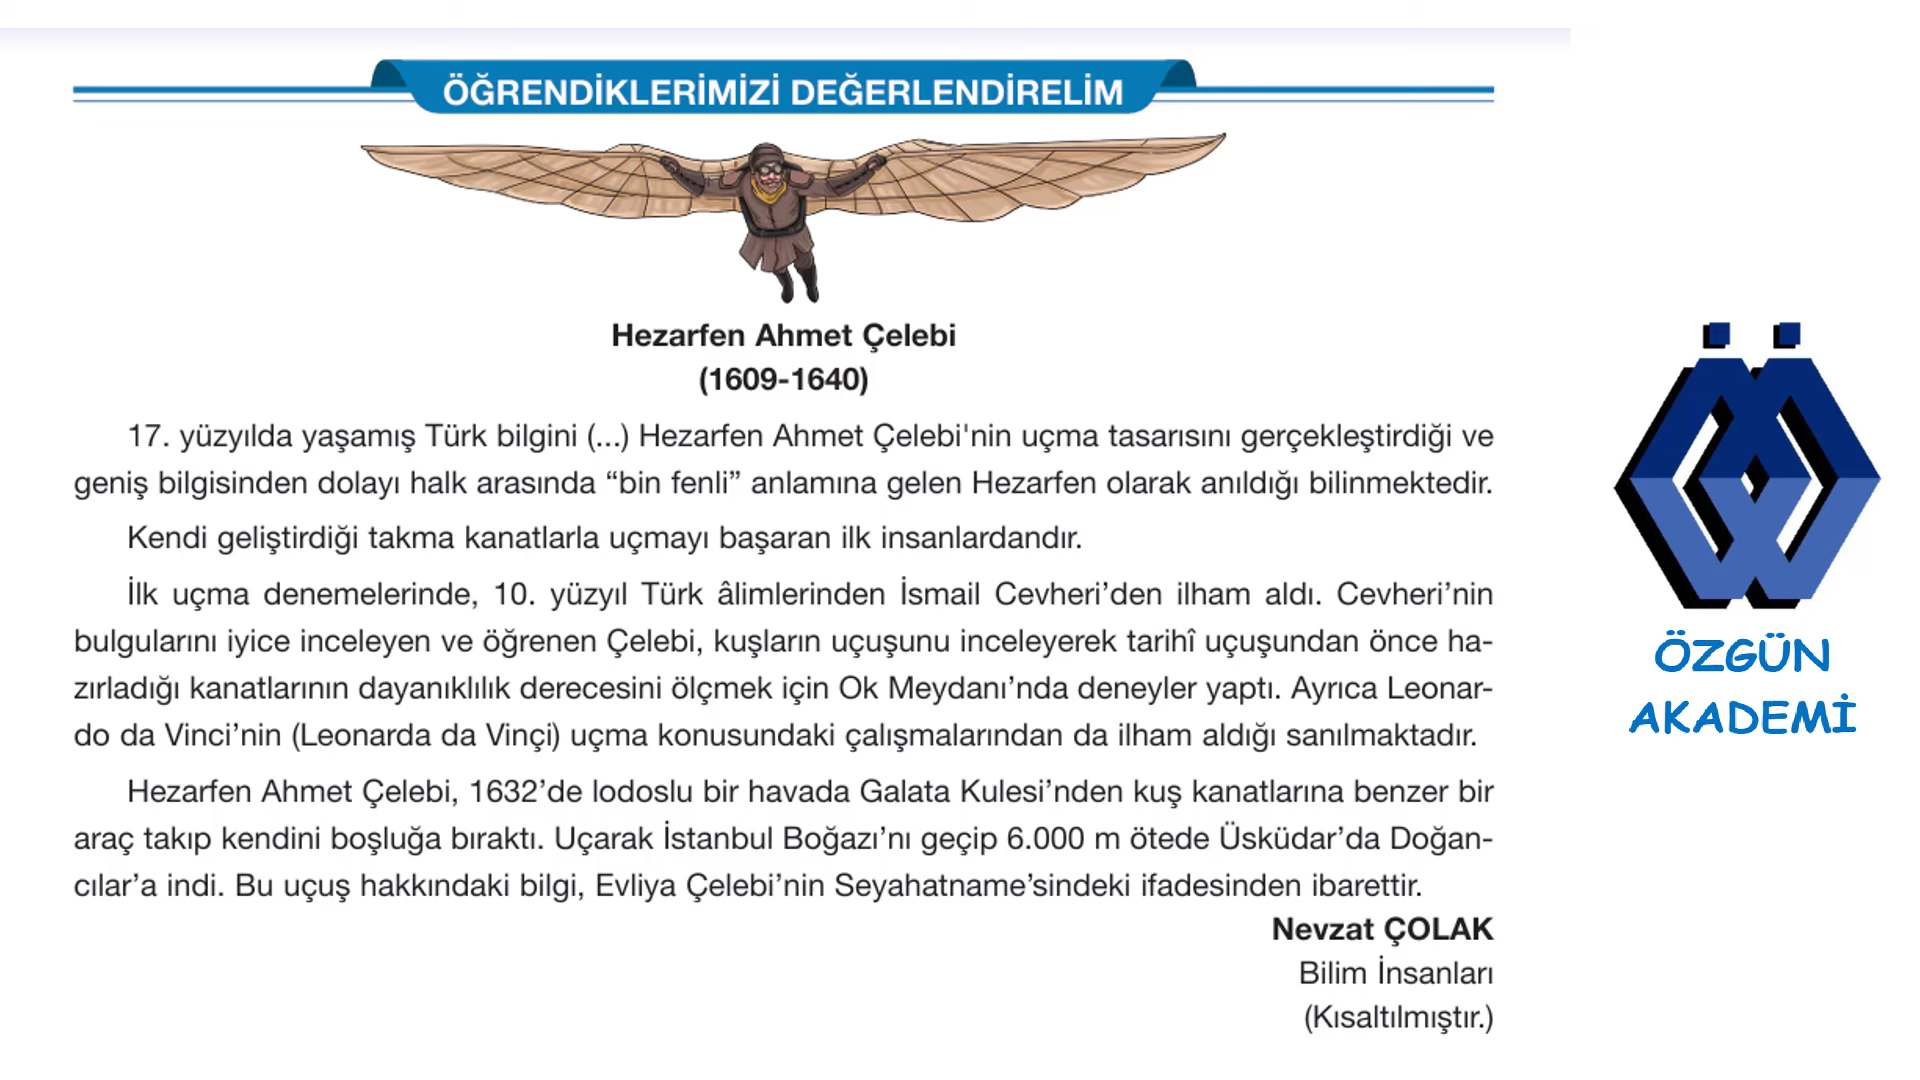 ÖĞRENDİKLERİMİZİ DEĞERLENDİRELİM
Hezarfen Ahmet Çelebi
(1609-1640)
17. yüzyılda yaşamış Türk bilgini (...) Hezarfen Ahmet Çelebi'nin uçma tasarısını gerçekleştirdiği ve
geniş bilgisinden dolayı halk arasında “bin fenli” anlamına gelen Hezarfen olarak anıldığı bilinmektedir.
Kendi geliştirdiği takma kanatlarla uçmayı başaran ilk insanlardandır.
İlk uçma denemelerinde, 10. yüzyıl Türk âlimlerinden İsmail Cevheri’den ilham aldı. Cevheri’nin
bulgularını iyice inceleyen ve öğrenen Çelebi, kuşların uçuşunu inceleyerek tarihî uçuşundan önce ha-
zırladığı kanatlarının dayanıklılık derecesini ölçmek için Ok Meydanı’nda deneyler yaptı. Ayrıca Leonar-
do da Vinci’nin (Leonarda da Vinçi) uçma konusundaki çalışmalarından da ilham aldığı sanılmaktadır.
Hezarfen Ahmet Çelebi, 1632’de lodoslu bir havada Galata Kulesi’nden kuş kanatlarına benzer bir
araç takıp kendini boşluğa bıraktı. Uçarak İstanbul Boğazı’nı geçip 6.000 m ötede Üsküdar’da Doğan-
cılar’a indi. Bu uçuş hakkındaki bilgi, Evliya Çelebi’nin Seyahatname’sindeki ifadesinden ibarettir.
Nevzat ÇOLAK
Bilim İnsanları
(Kısaltılmıştır.)
ÖZGÜN
AKADEMİ